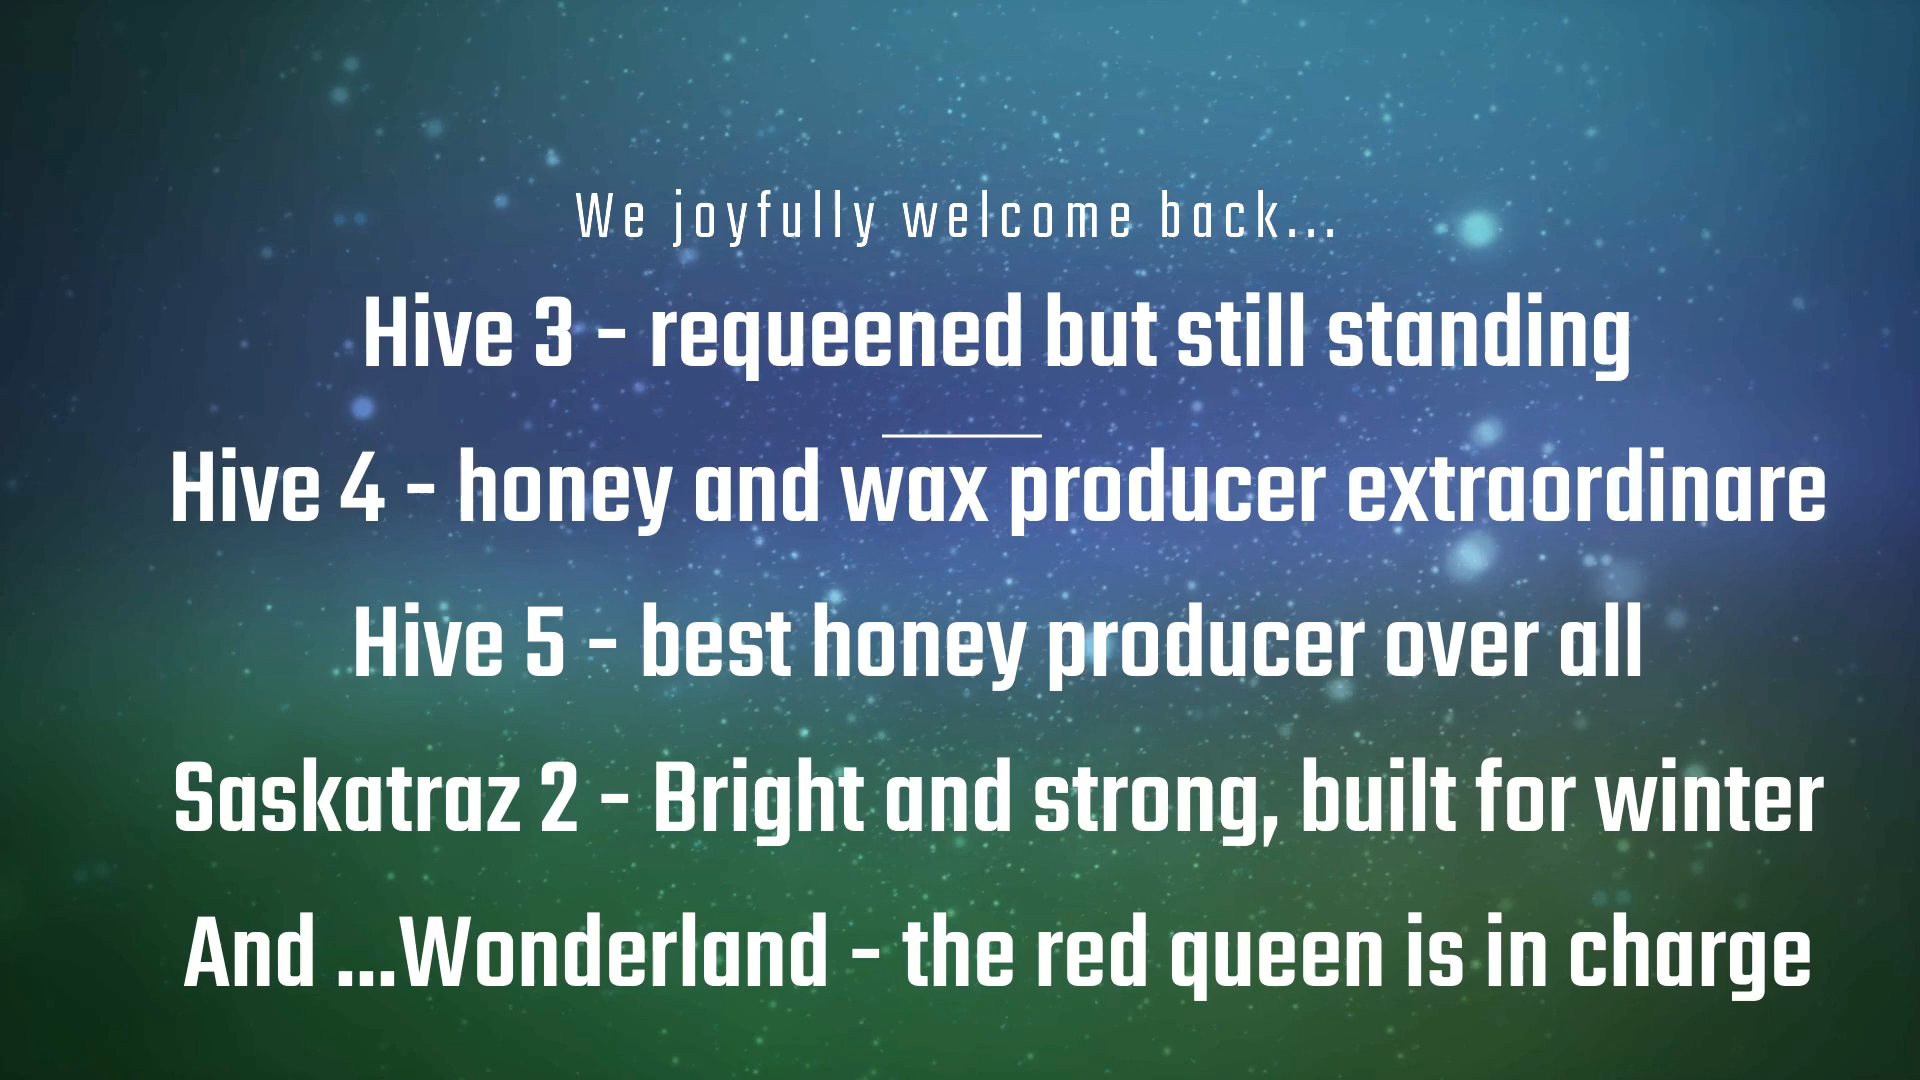 We joyfully welcome back...
Hive 3 - requeened but still standing
Hive 4 - honey and wax producer extraordinare
Hive 5 - best honey producer over all
Saskatraz 2 - Bright and strong, built for winter
And ...Wonderland - the red queen is in charge